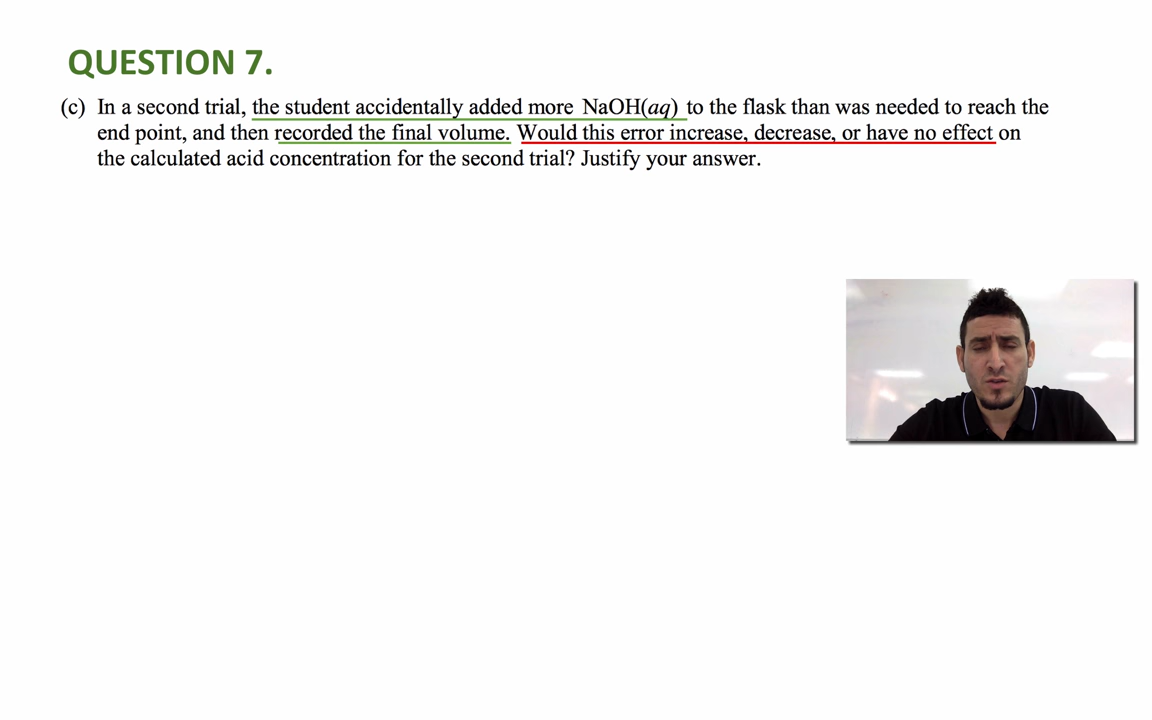 QUESTION 7.
(c) In a second trial, the student accidentally added more NaOH(aq) to the flask than was needed to reach the
end point, and then recorded the final volume. Would this error increase, decrease, or have no effect on
the calculated acid concentration for the second trial? Justify your answer.